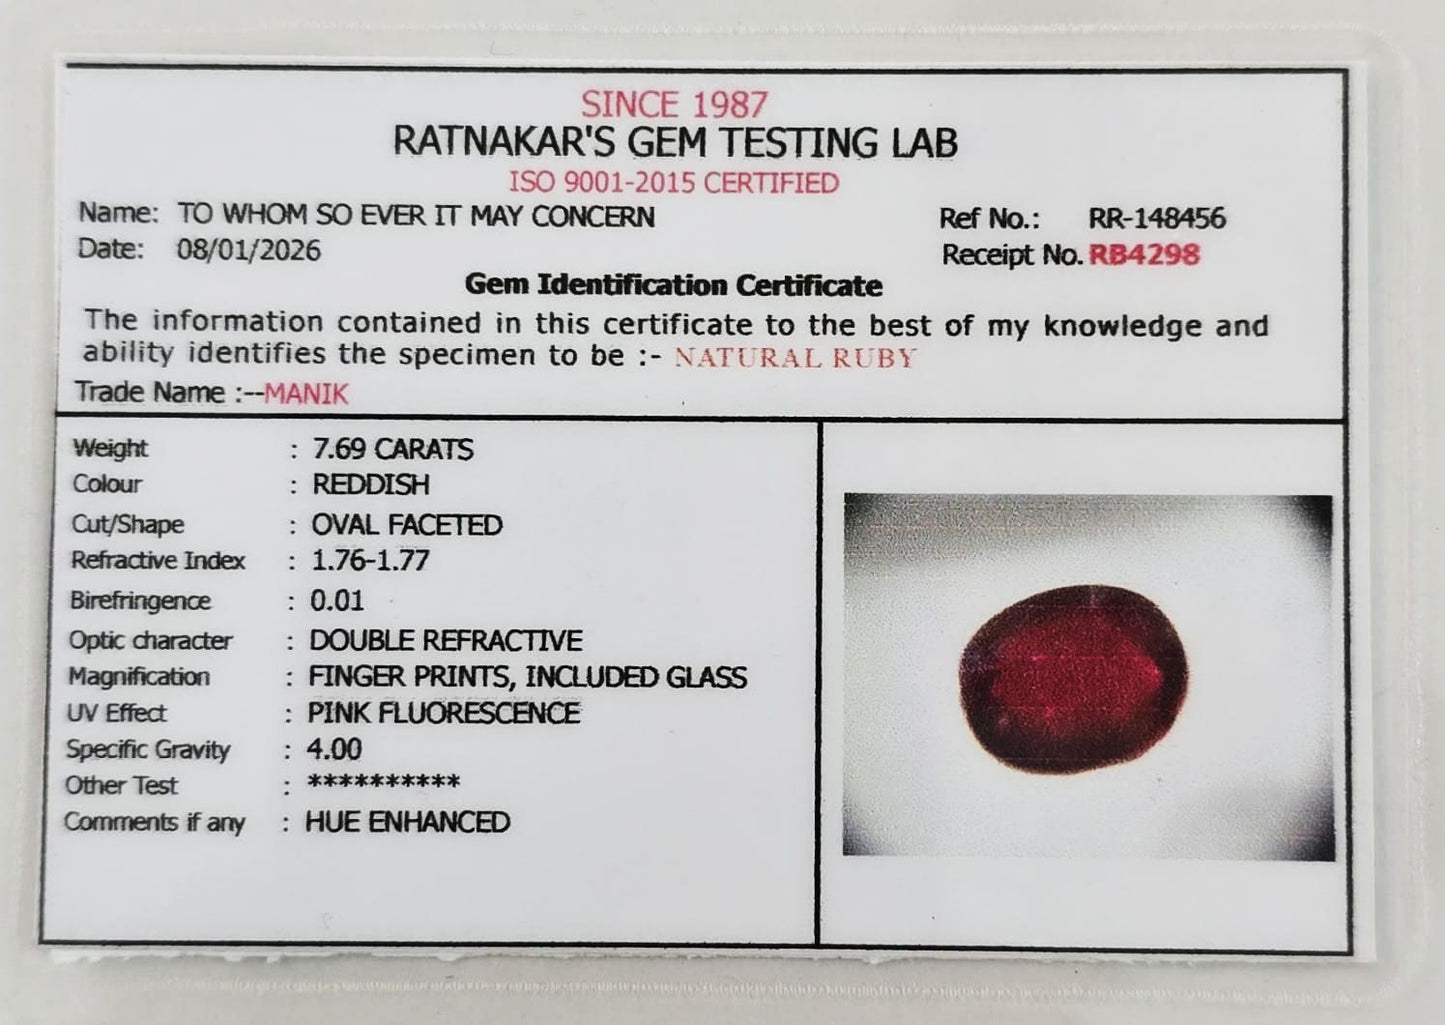 SINCE 1987
RATNAKAR'S GEM TESTING LAB
ISO 9001-2015 CERTIFIED
Name: TO WHOM SO EVER IT MAY CONCERN Ref No.: RR-148456
Date: 08/01/2026 Receipt No. RB4298
Gem Identification Certificate
The information contained in this certificate to the best of my knowledge and
ability identifies the specimen to be :- NATURAL RUBY
Trade Name :--MANIK
Weight : 7.69 CARATS
Colour : REDDISH
Cut/Shape : OVAL FACETED
Refractive Index : 1.76-1.77
Birefringence : 0.01
Optic character : DOUBLE REFRACTIVE
Magnification : FINGER PRINTS, INCLUDED GLASS
UV Effect : PINK FLUORESCENCE
Specific Gravity : 4.00
Other Test : **********
Comments if any : HUE ENHANCED